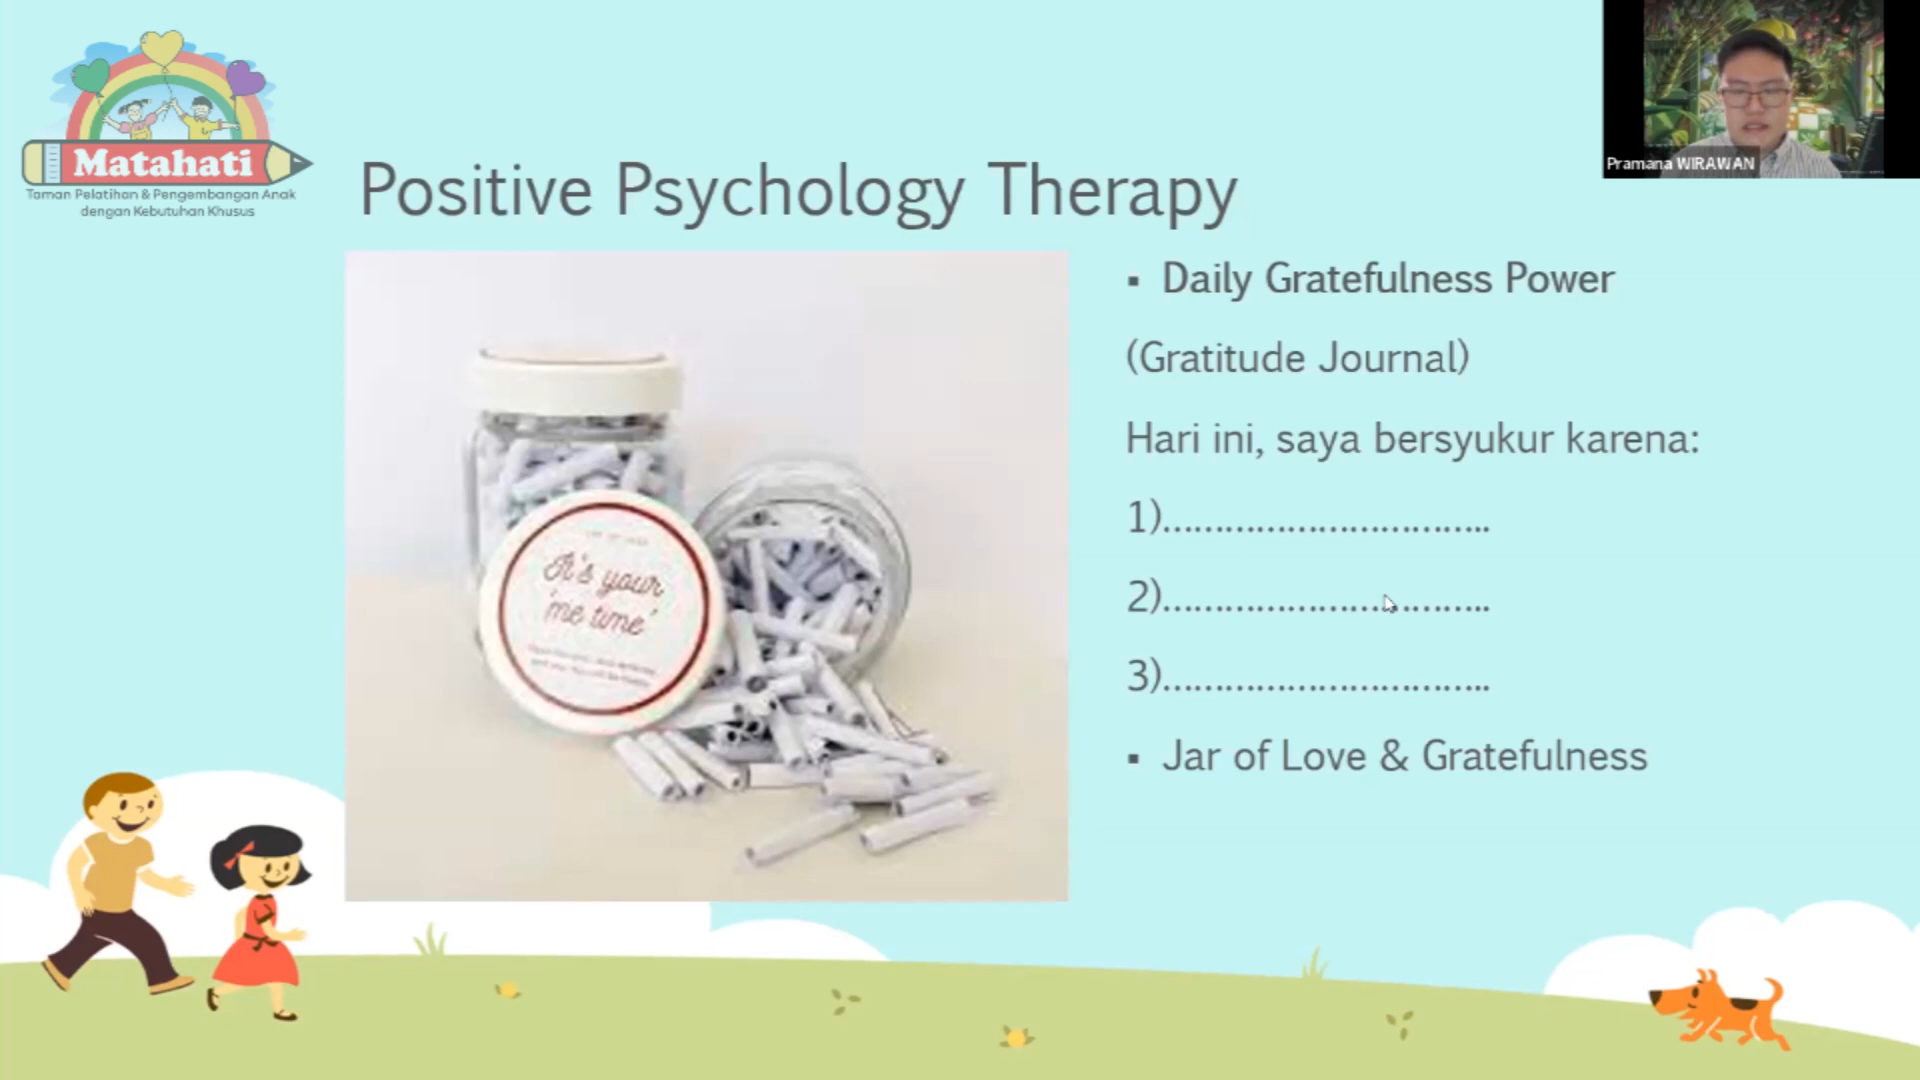 Matahati
Taman Pelatihan & Pengembangan Anak
dengan Kebutuhan Khusus
Pramana WIRAWAN
Positive Psychology Therapy
▪ Daily Gratefulness Power
(Gratitude Journal)
Hari ini, saya bersyukur karena:
1)…………………………..
2)…………………………..
3)…………………………..
▪ Jar of Love & Gratefulness
It's your
'me time'